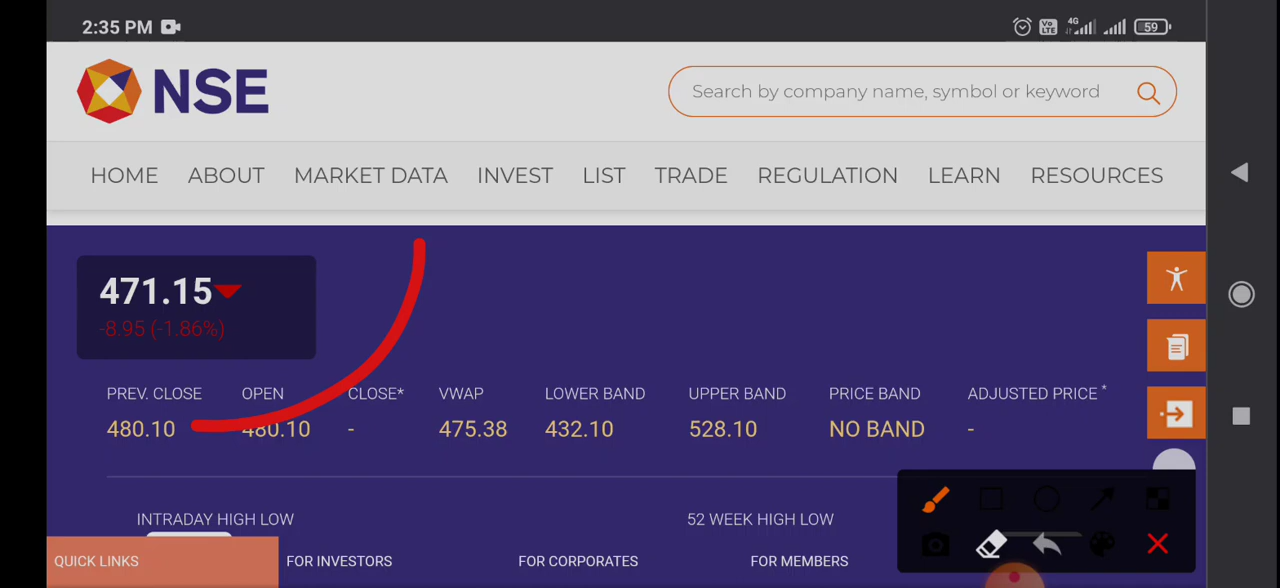 2:35 PM
Vo LTE 4G 59
NSE
Search by company name, symbol or keyword
HOME ABOUT MARKET DATA INVEST LIST TRADE REGULATION LEARN RESOURCES
471.15
-8.95 (-1.86%)
PREV. CLOSE OPEN CLOSE* VWAP LOWER BAND UPPER BAND PRICE BAND ADJUSTED PRICE *
480.10 480.10 - 475.38 432.10 528.10 NO BAND -
INTRADAY HIGH LOW 52 WEEK HIGH LOW
QUICK LINKS FOR INVESTORS FOR CORPORATES FOR MEMBERS